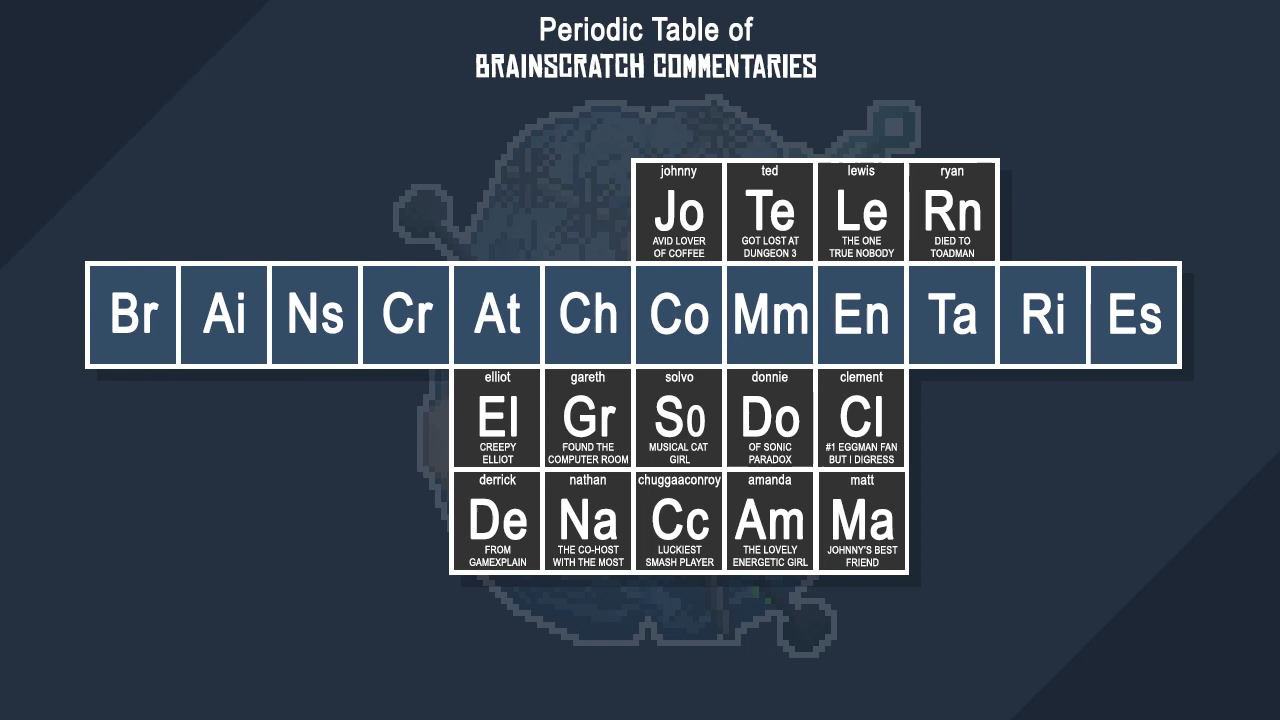 Periodic Table of
BRAINSCRATCH COMMENTARIES
johnny ted lewis ryan
Jo Te Le Rn
AVID LOVER GOT LOST AT THE ONE DIED TO
OF COFFEE DUNGEON 3 TRUE NOBODY TOADMAN
Br Ai Ns Cr At Ch Co Mm En Ta Ri Es
elliot gareth solvo donnie clement
El Gr So Do Cl
CREEPY FOUND THE MUSICAL CAT OF SONIC #1 EGGMAN FAN
ELLIOT COMPUTER ROOM GIRL PARADOX BUT I DIGRESS
derrick nathan chuggaaconroy amanda matt
De Na Cc Am Ma
FROM THE CO-HOST LUCKIEST THE LOVELY JOHNNY'S BEST
GAMEXPLAIN WITH THE MOST SMASH PLAYER ENERGETIC GIRL FRIEND